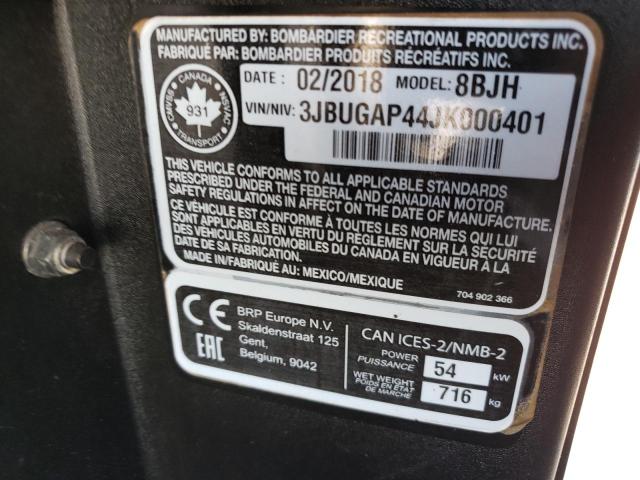 MANUFACTURED BY: BOMBARDIER RECREATIONAL PRODUCTS INC.
FABRIQUÉ PAR: BOMBARDIER PRODUITS RÉCRÉATIFS INC.
CANADA
931
TRANSPORT
CMVSS
NSVAC
DATE : 02/2018 MODEL: 8BJH
VIN/NIV: 3JBUGAP44JK000401
THIS VEHICLE CONFORMS TO ALL APPLICABLE STANDARDS
PRESCRIBED UNDER THE FEDERAL AND CANADIAN MOTOR
SAFETY REGULATIONS IN AFFECT ON THE DATE OF MANUFACTURE.
CE VÉHICULE EST CONFORME À TOUTES LES NORMES QUI LUI
SONT APPLICABLES EN VERTU DU RÈGLEMENT SUR LA SÉCURITÉ
DES VÉHICULES AUTOMOBILES DU CANADA EN VIGUEUR À LA
DATE DE SA FABRICATION.
MADE IN/FABRIQUÉ AU: MEXICO/MEXIQUE
704 902 366
CE
EAC
BRP Europe N.V.
Skaldenstraat 125
Gent,
Belgium, 9042
CAN ICES-2/NMB-2
POWER
PUISSANCE
54 kW
WET WEIGHT
POIDS EN ÉTAT
DE MARCHE
716 kg